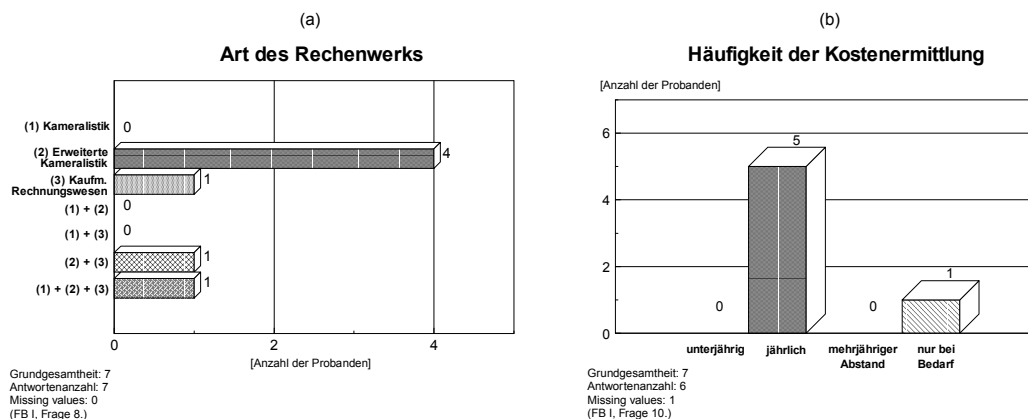 (a)
Art des Rechenwerks
(1) Kameralistik
0
(2) Erweiterte
Kameralistik
4
(3) Kaufm.
Rechnungswesen
1
(1) + (2)
0
(1) + (3)
0
(2) + (3)
1
(1) + (2) + (3)
1
0
2
4
[Anzahl der Probanden]
Grundgesamtheit: 7
Antwortenanzahl: 7
Missing values: 0
(FB I, Frage 8.)
(b)
Häufigkeit der Kostenermittlung
[Anzahl der Probanden]
6
4
2
0
0
5
0
1
unterjährig
jährlich
mehrjähriger
Abstand
nur bei
Bedarf
Grundgesamtheit: 7
Antwortenanzahl: 6
Missing values: 1
(FB I, Frage 10.)